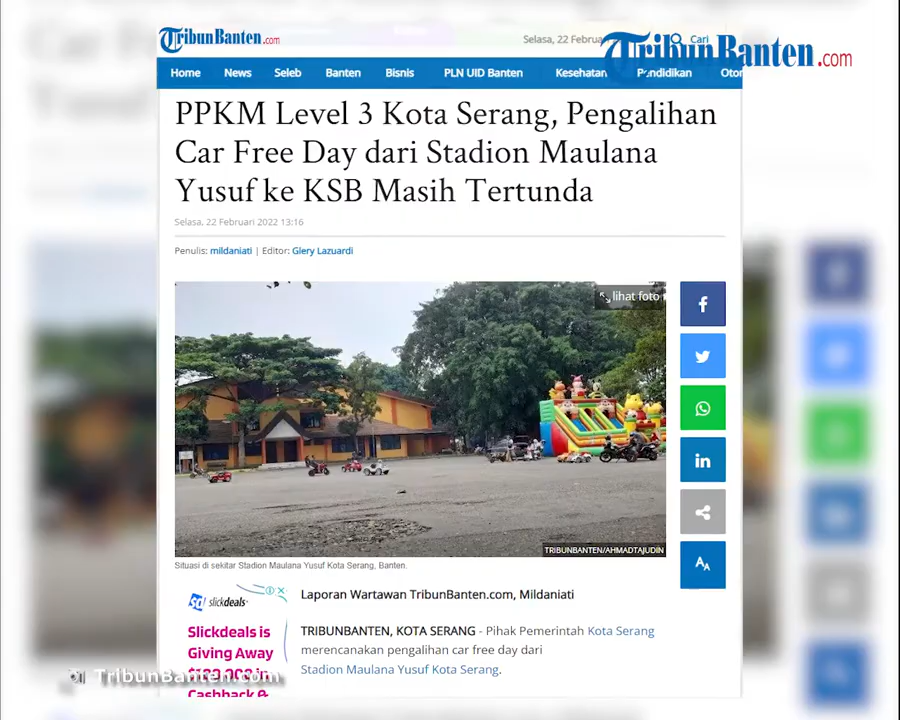 TribunBanten.com
Selasa, 22 Februa
Cari
TribunBanten.com
Home News Seleb Banten Bisnis PLN UID Banten Kesehatan Pendidikan Otom
PPKM Level 3 Kota Serang, Pengalihan
Car Free Day dari Stadion Maulana
Yusuf ke KSB Masih Tertunda
Selasa, 22 Februari 2022 13:16
Penulis: mildaniati | Editor: Glery Lazuardi
lihat foto
TRIBUNBANTEN/AHMADTAJUDIN
Situasi di sekitar Stadion Maulana Yusuf Kota Serang, Banten.
AA
sd slickdeals
Slickdeals is
Giving Away
Cashback &
Laporan Wartawan TribunBanten.com, Mildaniati
TRIBUNBANTEN, KOTA SERANG - Pihak Pemerintah Kota Serang
merencanakan pengalihan car free day dari
Stadion Maulana Yusuf Kota Serang.
TribunBanten.com